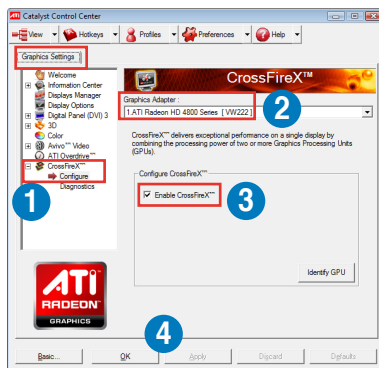 Catalyst Control Center
View Hotkeys Profiles Preferences Help
Graphics Settings
Welcome
Information Center
Displays Manager
Display Options
Digital Panel (DVI) 3
3D
Color
Avivo™ Video
ATI Overdrive™
CrossFireX™
Configure
Diagnostics
1
ATI
RADEON
GRAPHICS
CrossFireX™
Graphics Adapter :
1.ATI Radeon HD 4800 Series [ VW222 ]
2
CrossFireX™ delivers exceptional performance on a single display by
combining the processing power of two or more Graphics Processing Units
(GPUs).
Configure CrossFireX™
Enable CrossFireX™
3
Identify GPU
4
Basic... OK Apply Discard Defaults